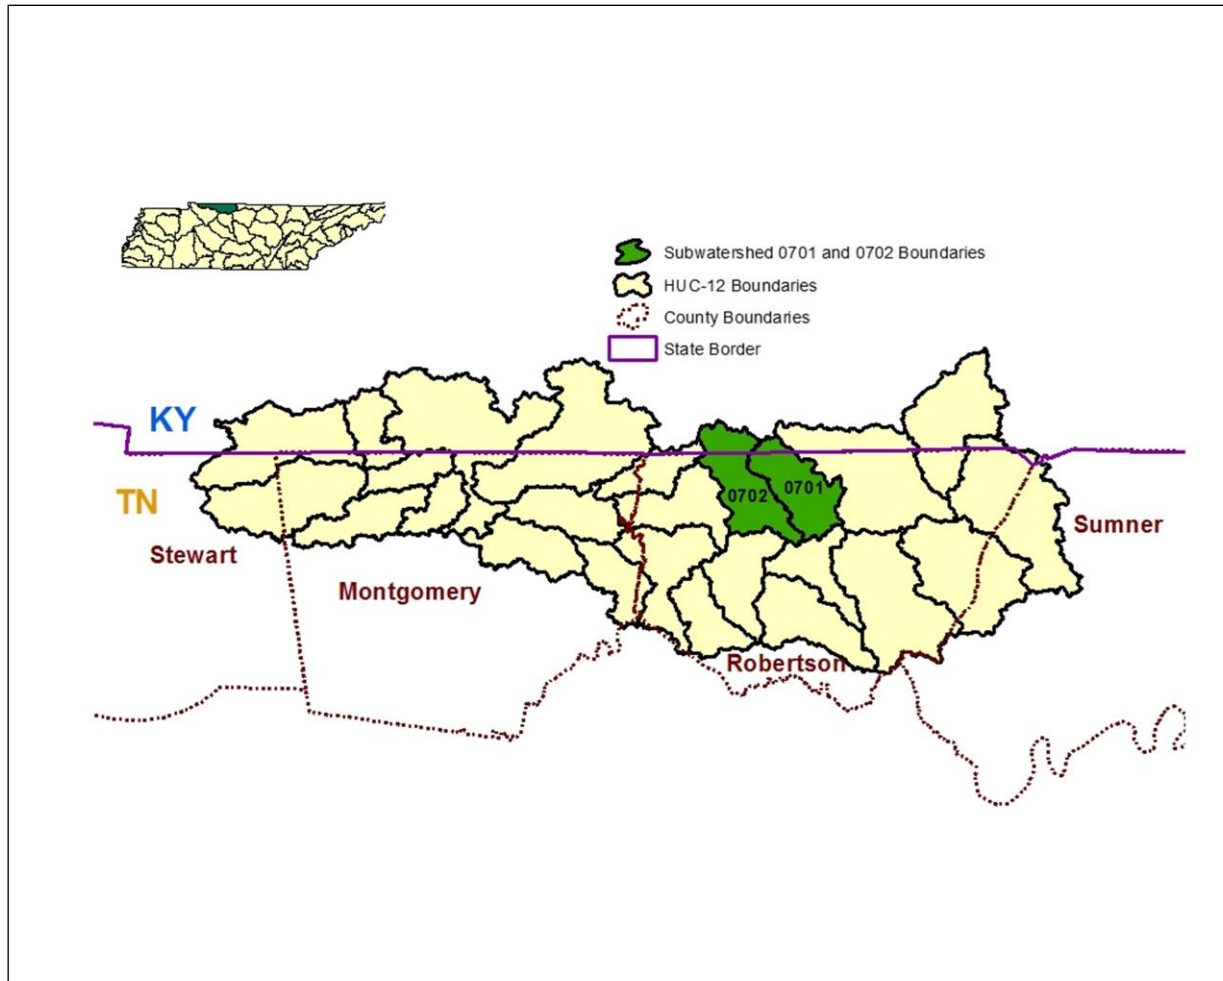 Subwatershed 0701 and 0702 Boundaries
HUC-12 Boundaries
County Boundaries
State Border
KY
TN
0701
0702
Stewart
Sumner
Montgomery
Robertson